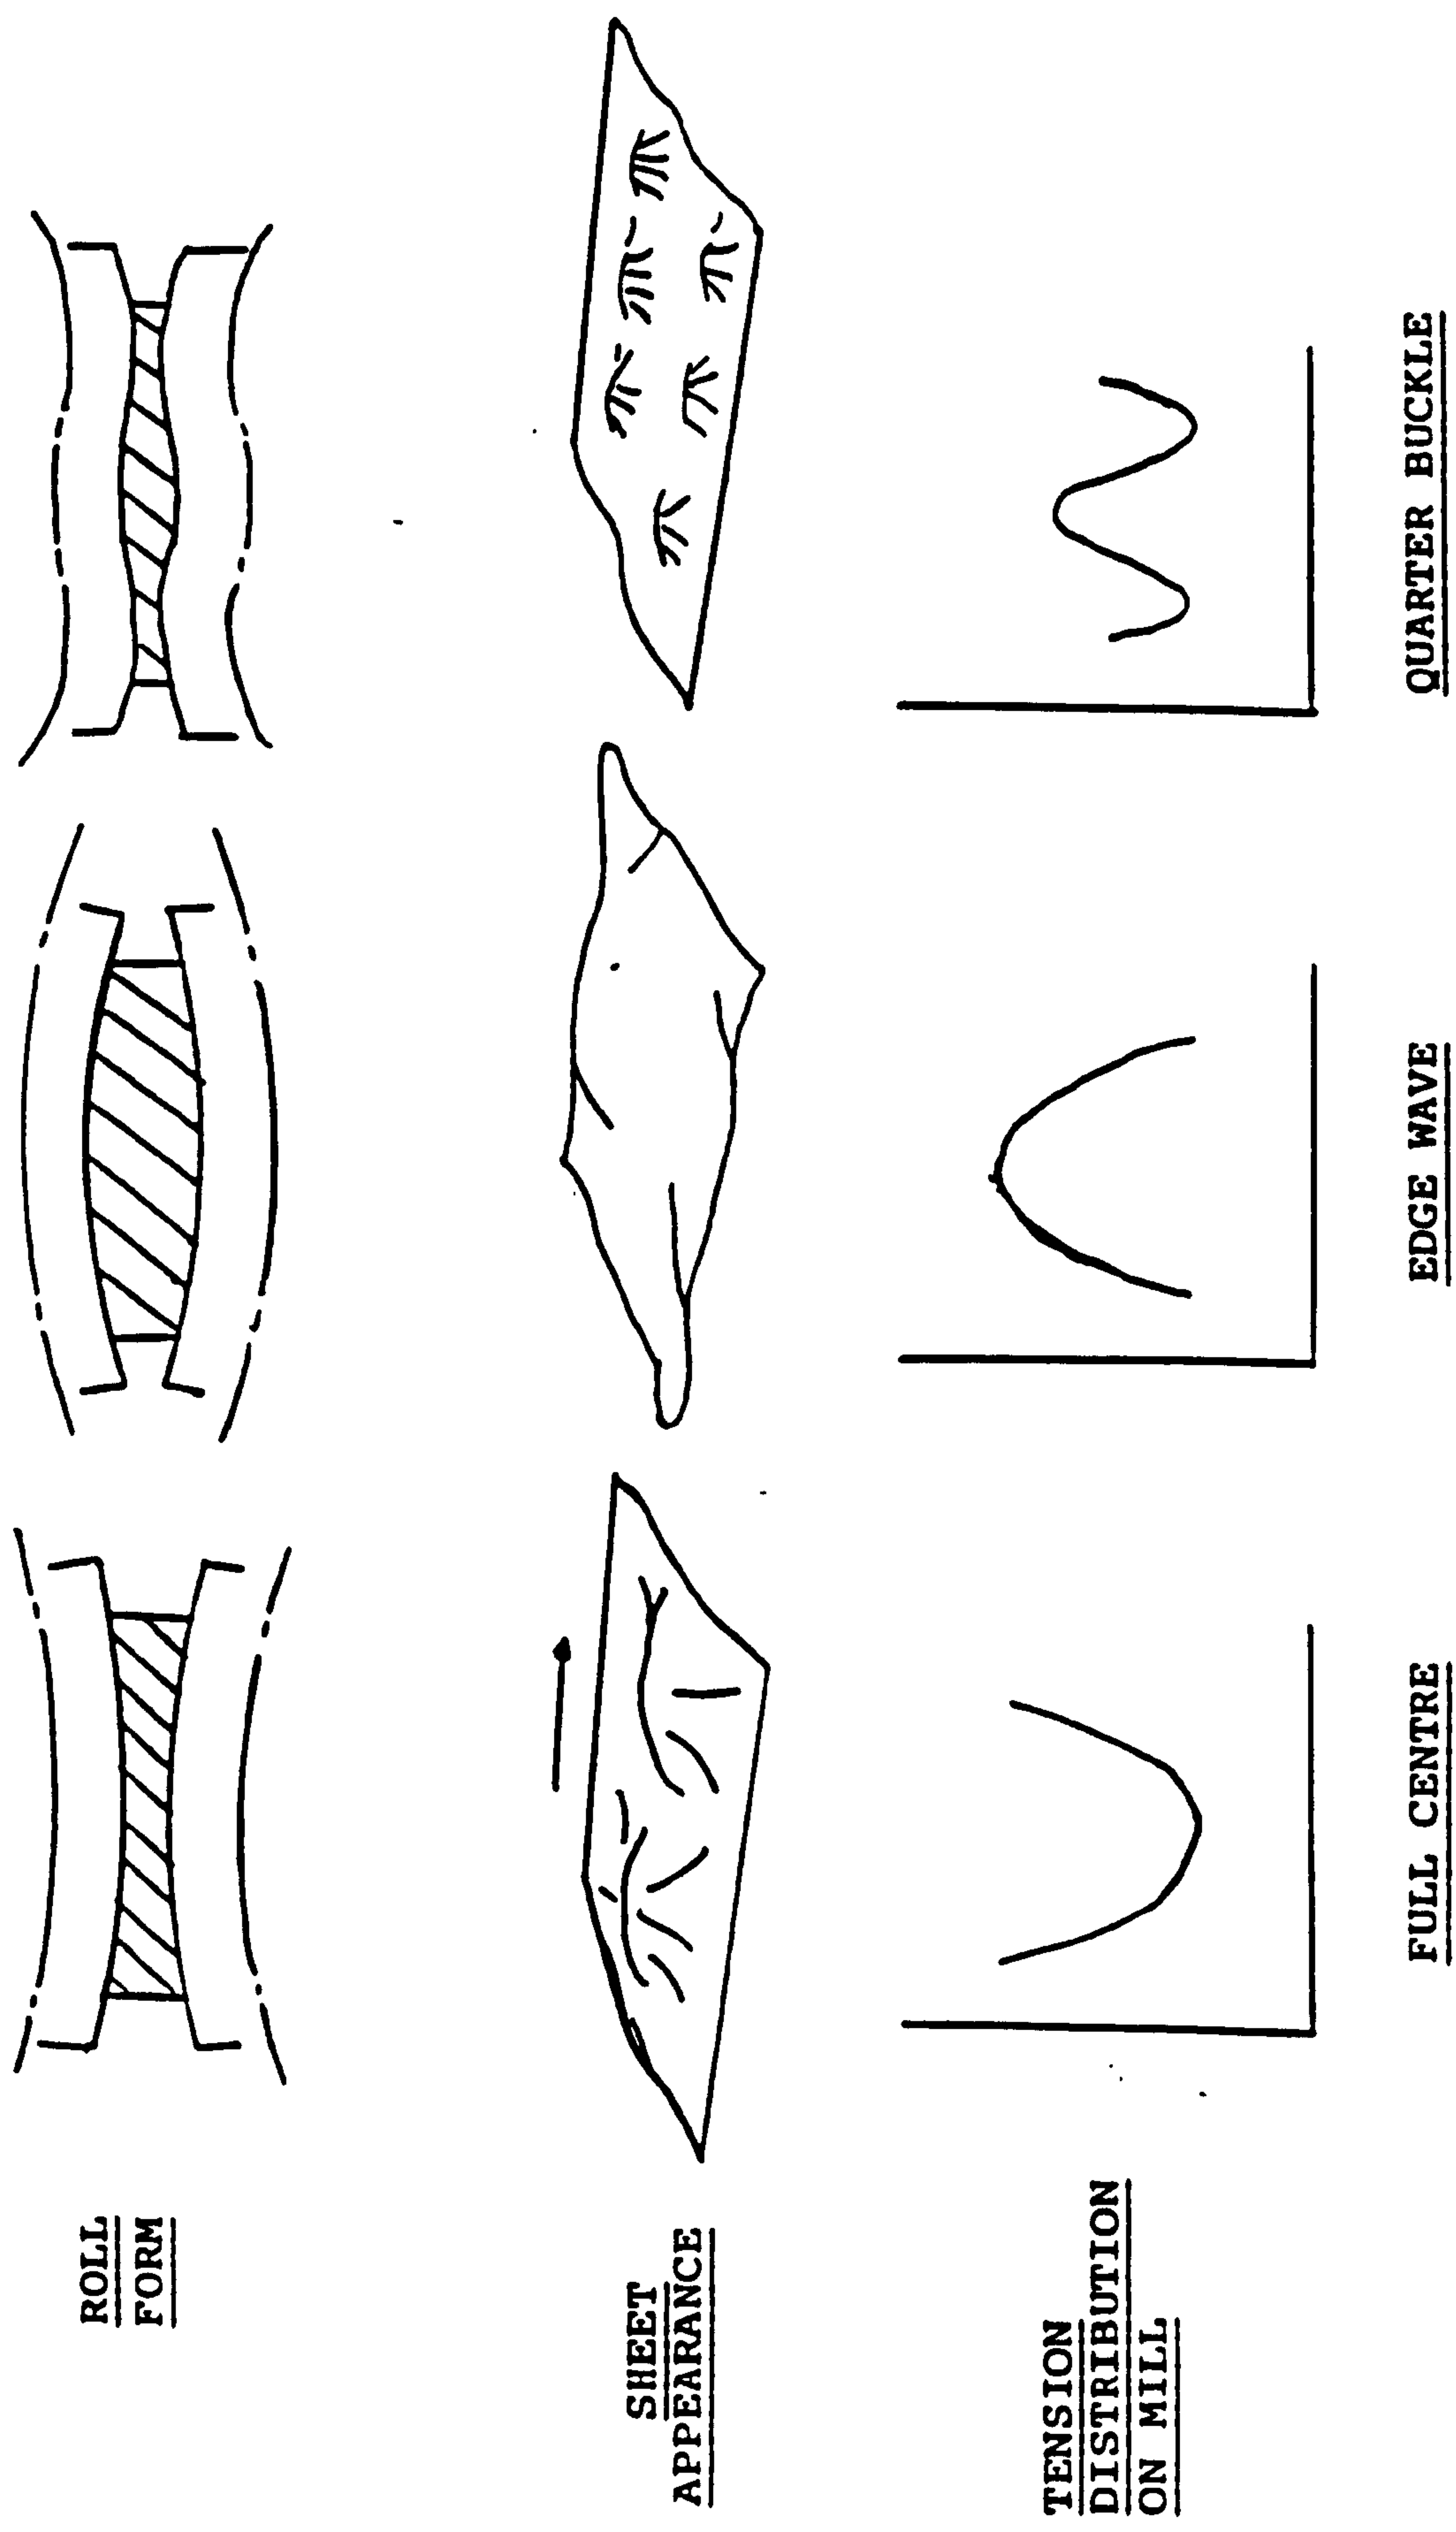 ROLL
FORM
SHEET
APPEARANCE
TENSION
DISTRIBUTION
ON MILL
FULL CENTRE
EDGE WAVE
QUARTER BUCKLE